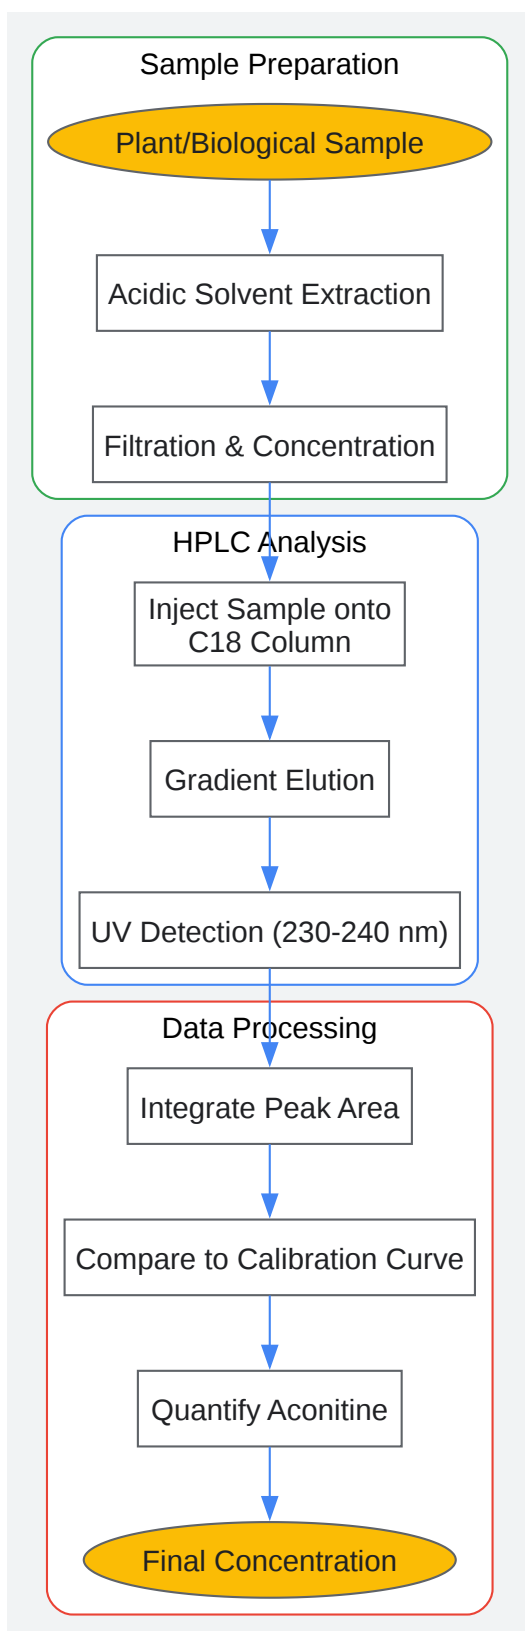 Sample Preparation
Plant/Biological Sample
Acidic Solvent Extraction
Filtration & Concentration
HPLC Analysis
Inject Sample onto
C18 Column
Gradient Elution
UV Detection (230-240 nm)
Data Processing
Integrate Peak Area
Compare to Calibration Curve
Quantify Aconitine
Final Concentration